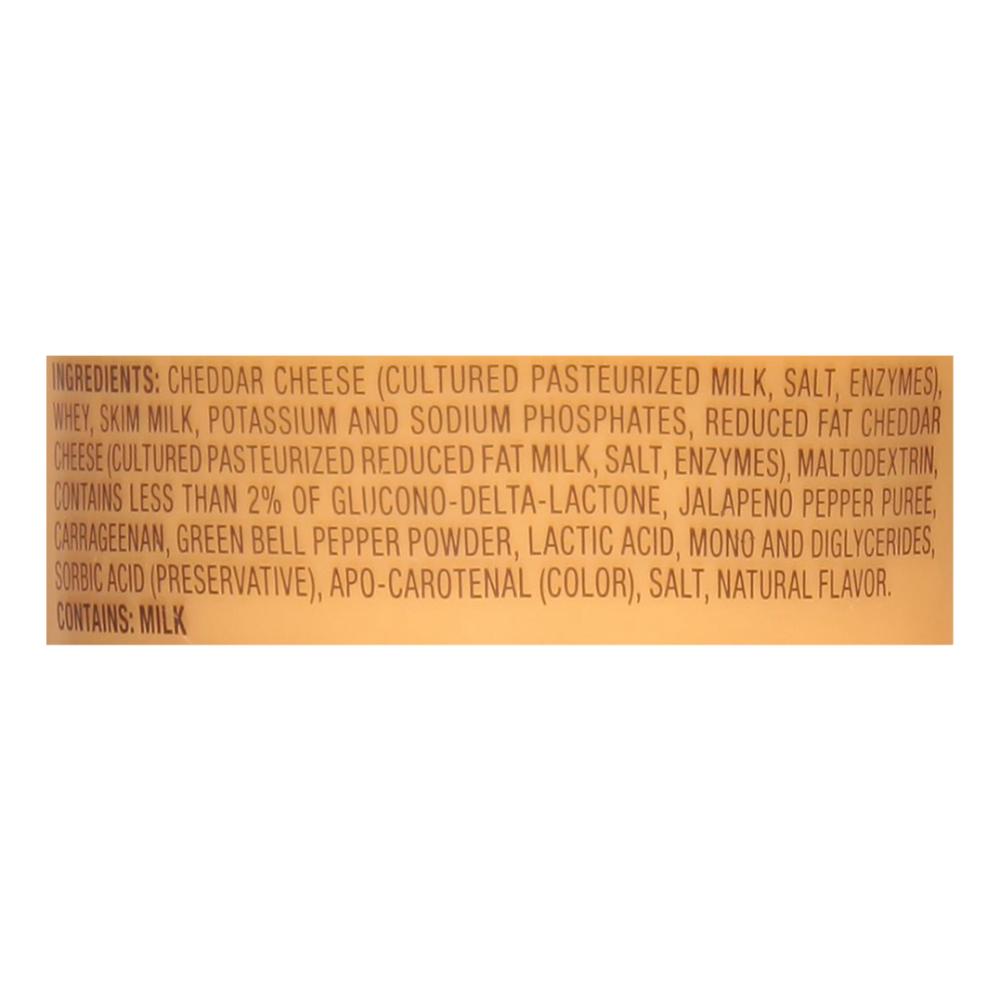 INGREDIENTS: CHEDDAR CHEESE (CULTURED PASTEURIZED MILK, SALT, ENZYMES),
WHEY, SKIM MILK, POTASSIUM AND SODIUM PHOSPHATES, REDUCED FAT CHEDDAR
CHEESE (CULTURED PASTEURIZED REDUCED FAT MILK, SALT, ENZYMES), MALTODEXTRIN,
CONTAINS LESS THAN 2% OF GLUCONO-DELTA-LACTONE, JALAPENO PEPPER PUREE,
CARRAGEENAN, GREEN BELL PEPPER POWDER, LACTIC ACID, MONO AND DIGLYCERIDES,
SORBIC ACID (PRESERVATIVE), APO-CAROTENAL (COLOR), SALT, NATURAL FLAVOR.
CONTAINS: MILK